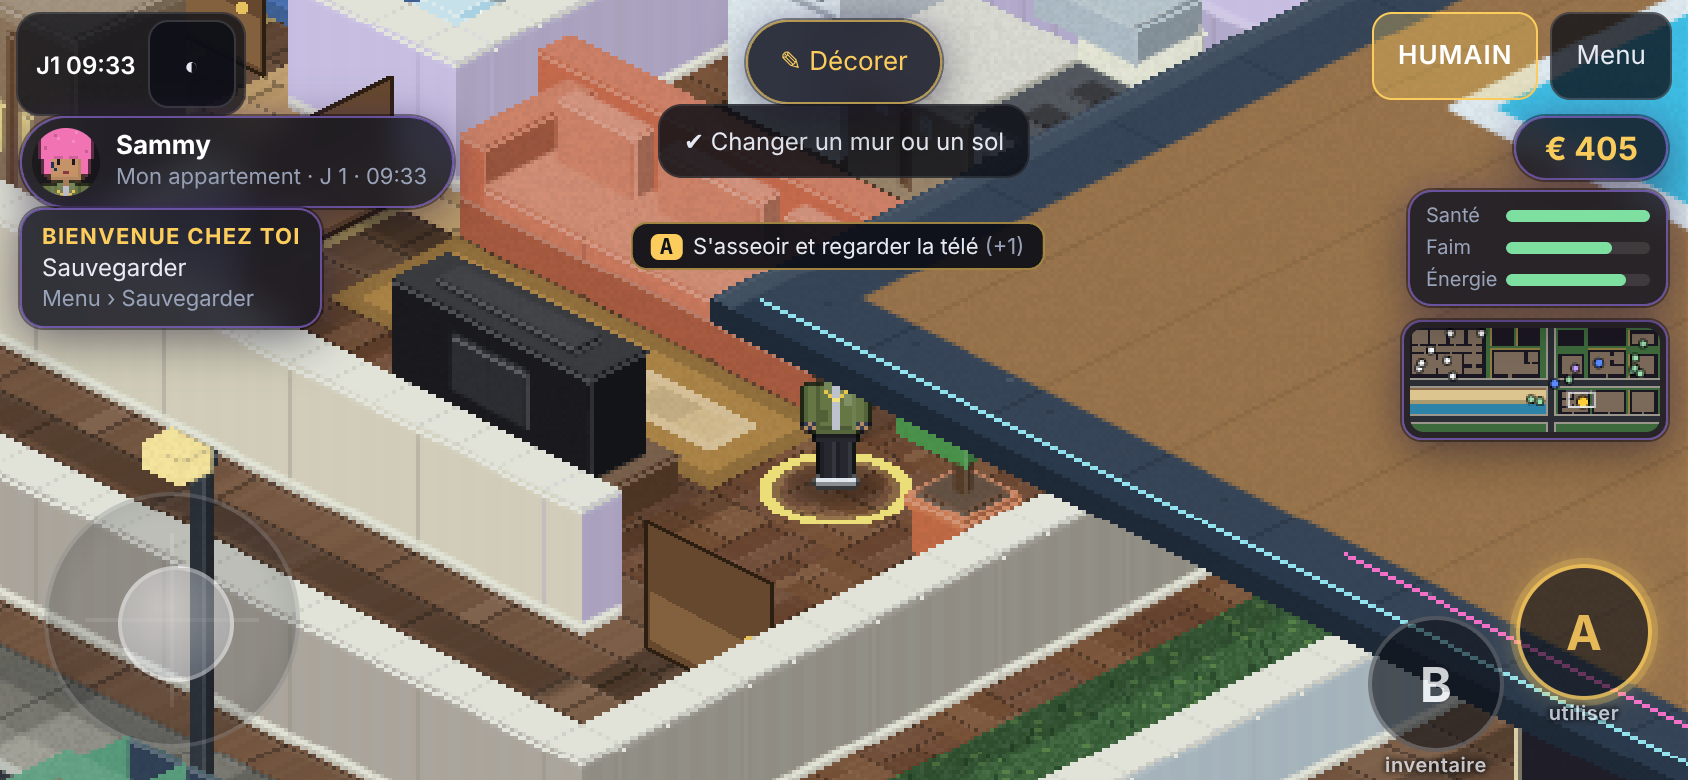 J1 09:33
✎ Décorer
HUMAIN
Menu
✔ Changer un mur ou un sol
Sammy
Mon appartement · J 1 · 09:33
€ 405
BIENVENUE CHEZ TOI
Sauvegarder
Menu › Sauvegarder
A S'asseoir et regarder la télé (+1)
Santé
Faim
Énergie
A
utiliser
B
inventaire